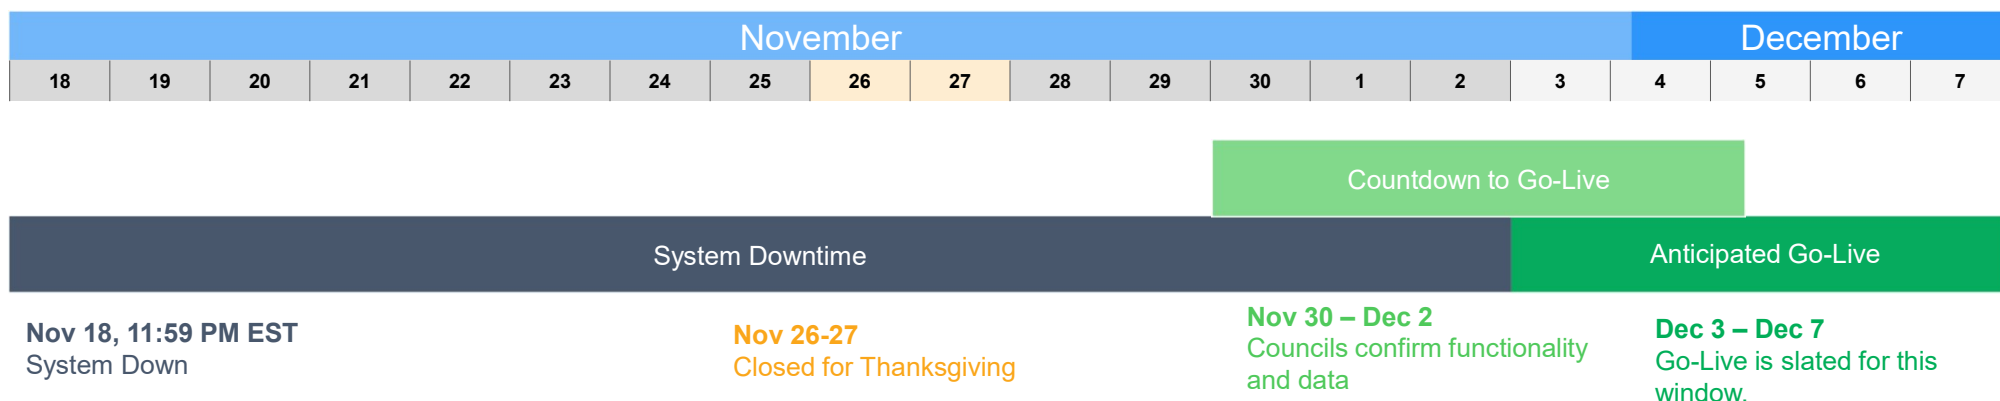 November December
18 19 20 21 22 23 24 25 26 27 28 29 30 1 2 3 4 5 6 7
Countdown to Go-Live
System Downtime
Anticipated Go-Live
Nov 18, 11:59 PM EST
System Down
Nov 26-27
Closed for Thanksgiving
Nov 30 – Dec 2
Councils confirm functionality
and data
Dec 3 – Dec 7
Go-Live is slated for this
window.